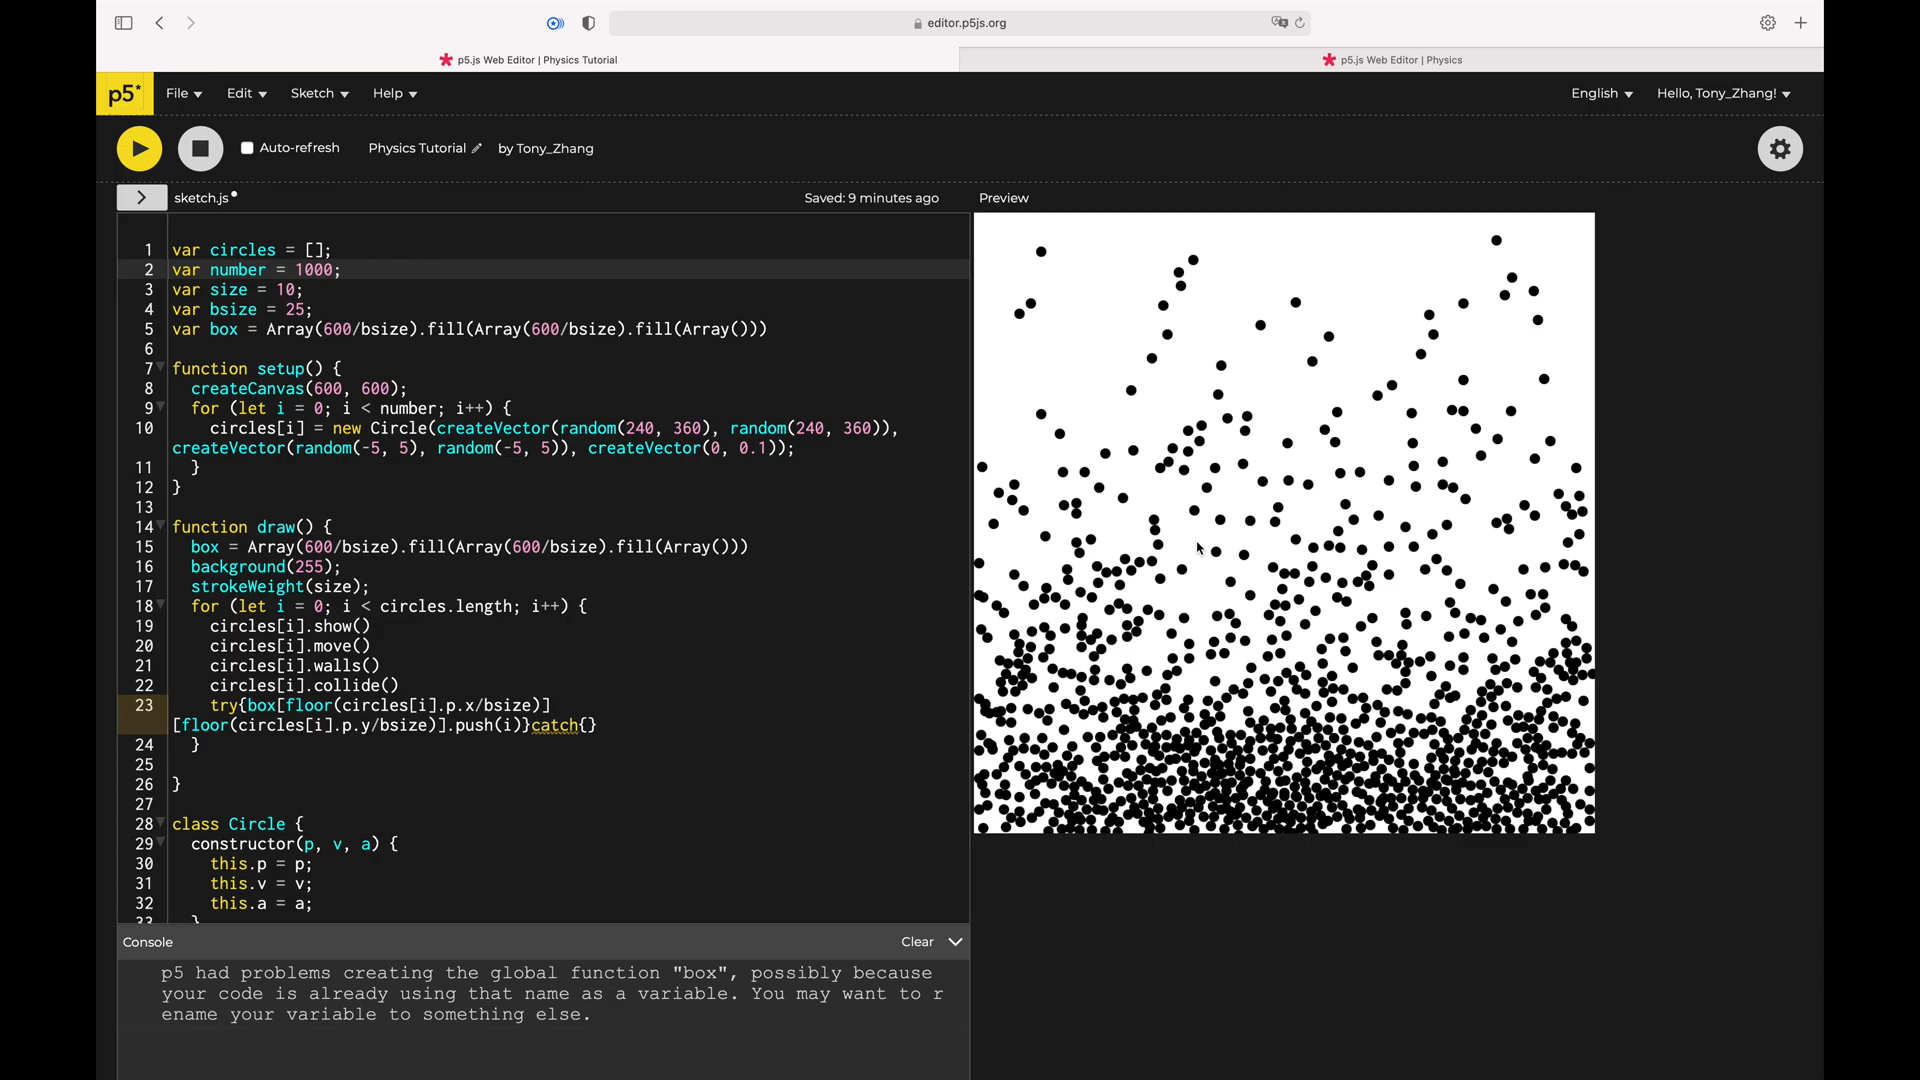 editor.p5js.org
p5.js Web Editor | Physics Tutorial
p5.js Web Editor | Physics
p5* File Edit Sketch Help English Hello, Tony_Zhang!
Auto-refresh Physics Tutorial by Tony_Zhang
> sketch.js Saved: 9 minutes ago Preview
1 var circles = [];
2 var number = 1000;
3 var size = 10;
4 var bsize = 25;
5 var box = Array(600/bsize).fill(Array(600/bsize).fill(Array()))
6
7 function setup() {
8 createCanvas(600, 600);
9 for (let i = 0; i < number; i++) {
10 circles[i] = new Circle(createVector(random(240, 360), random(240, 360)),
createVector(random(-5, 5), random(-5, 5)), createVector(0, 0.1));
11 }
12 }
13
14 function draw() {
15 box = Array(600/bsize).fill(Array(600/bsize).fill(Array()))
16 background(255);
17 strokeWeight(size);
18 for (let i = 0; i < circles.length; i++) {
19 circles[i].show()
20 circles[i].move()
21 circles[i].walls()
22 circles[i].collide()
23 try{box[floor(circles[i].p.x/bsize)]
[floor(circles[i].p.y/bsize)].push(i)}catch{}
24 }
25
26 }
27
28 class Circle {
29 constructor(p, v, a) {
30 this.p = p;
31 this.v = v;
32 this.a = a;
33 }
Console Clear
p5 had problems creating the global function "box", possibly because
your code is already using that name as a variable. You may want to r
ename your variable to something else.